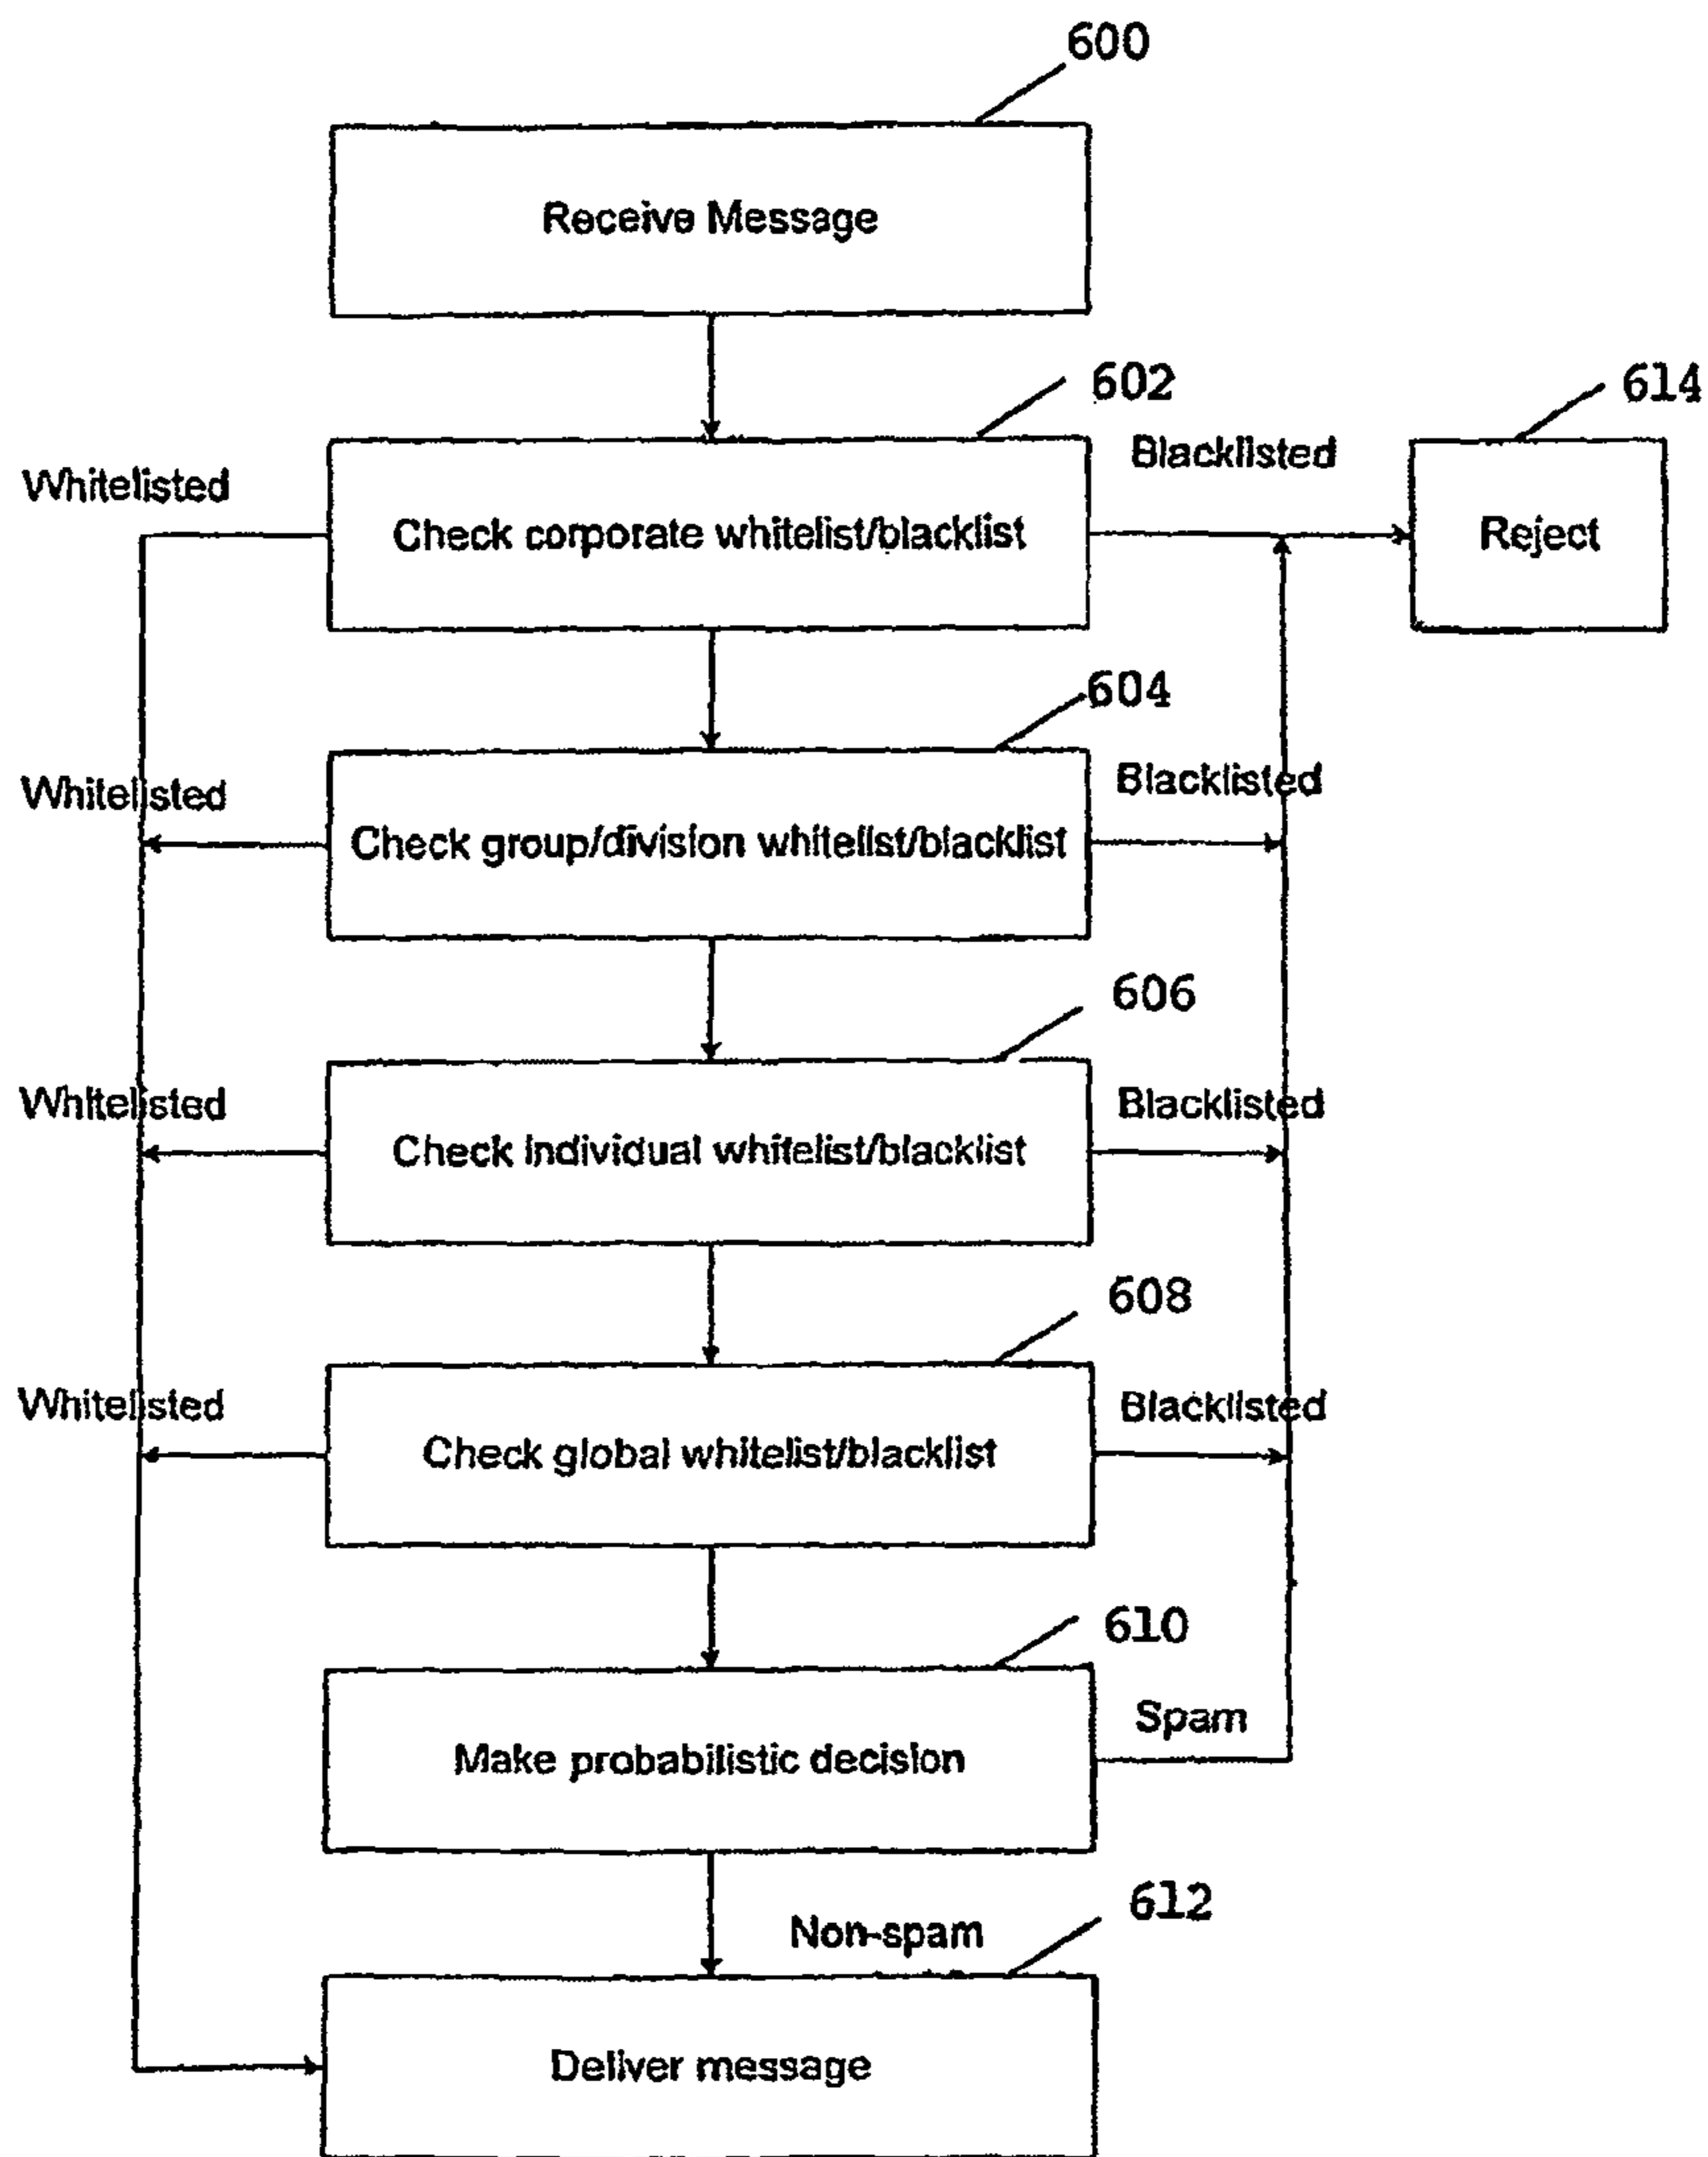 600
Receive Message
602
614
Whitelisted
Blacklisted
Check corporate whitelist/blacklist
Reject
604
Whitelisted
Blacklisted
Check group/division whitelist/blacklist
606
Whitelisted
Blacklisted
Check individual whitelist/blacklist
608
Whitelisted
Blacklisted
Check global whitelist/blacklist
610
Spam
Make probabilistic decision
612
Non-spam
Deliver message